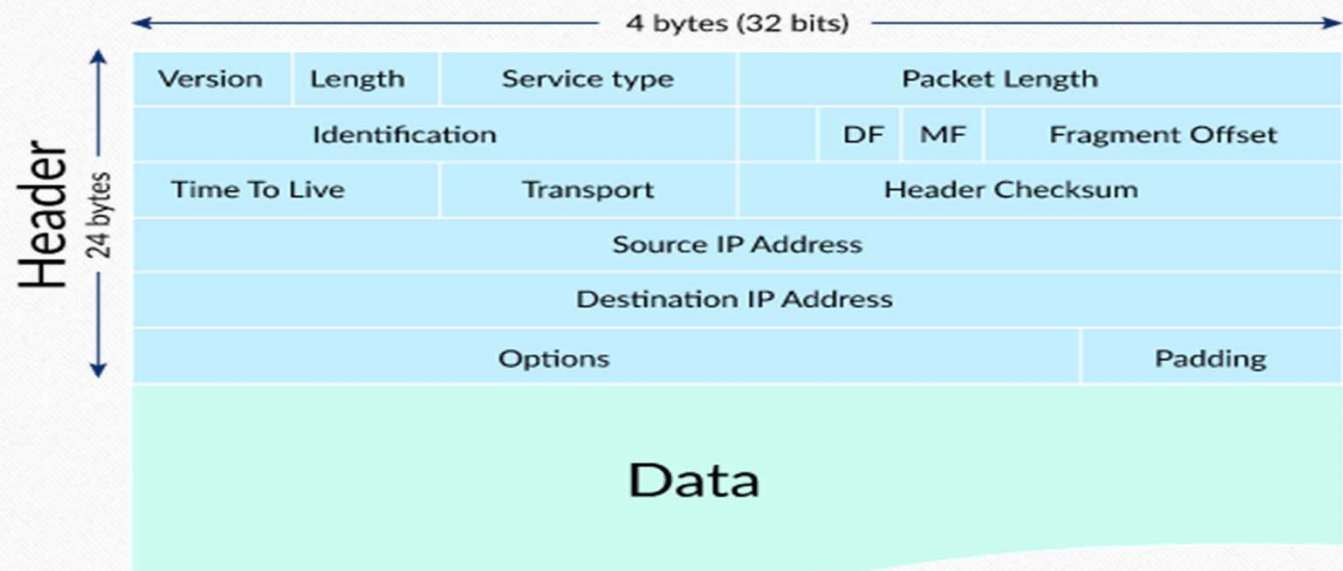 4 bytes (32 bits)
Header
24 bytes
Version Length Service type Packet Length
Identification DF MF Fragment Offset
Time To Live Transport Header Checksum
Source IP Address
Destination IP Address
Options Padding
Data